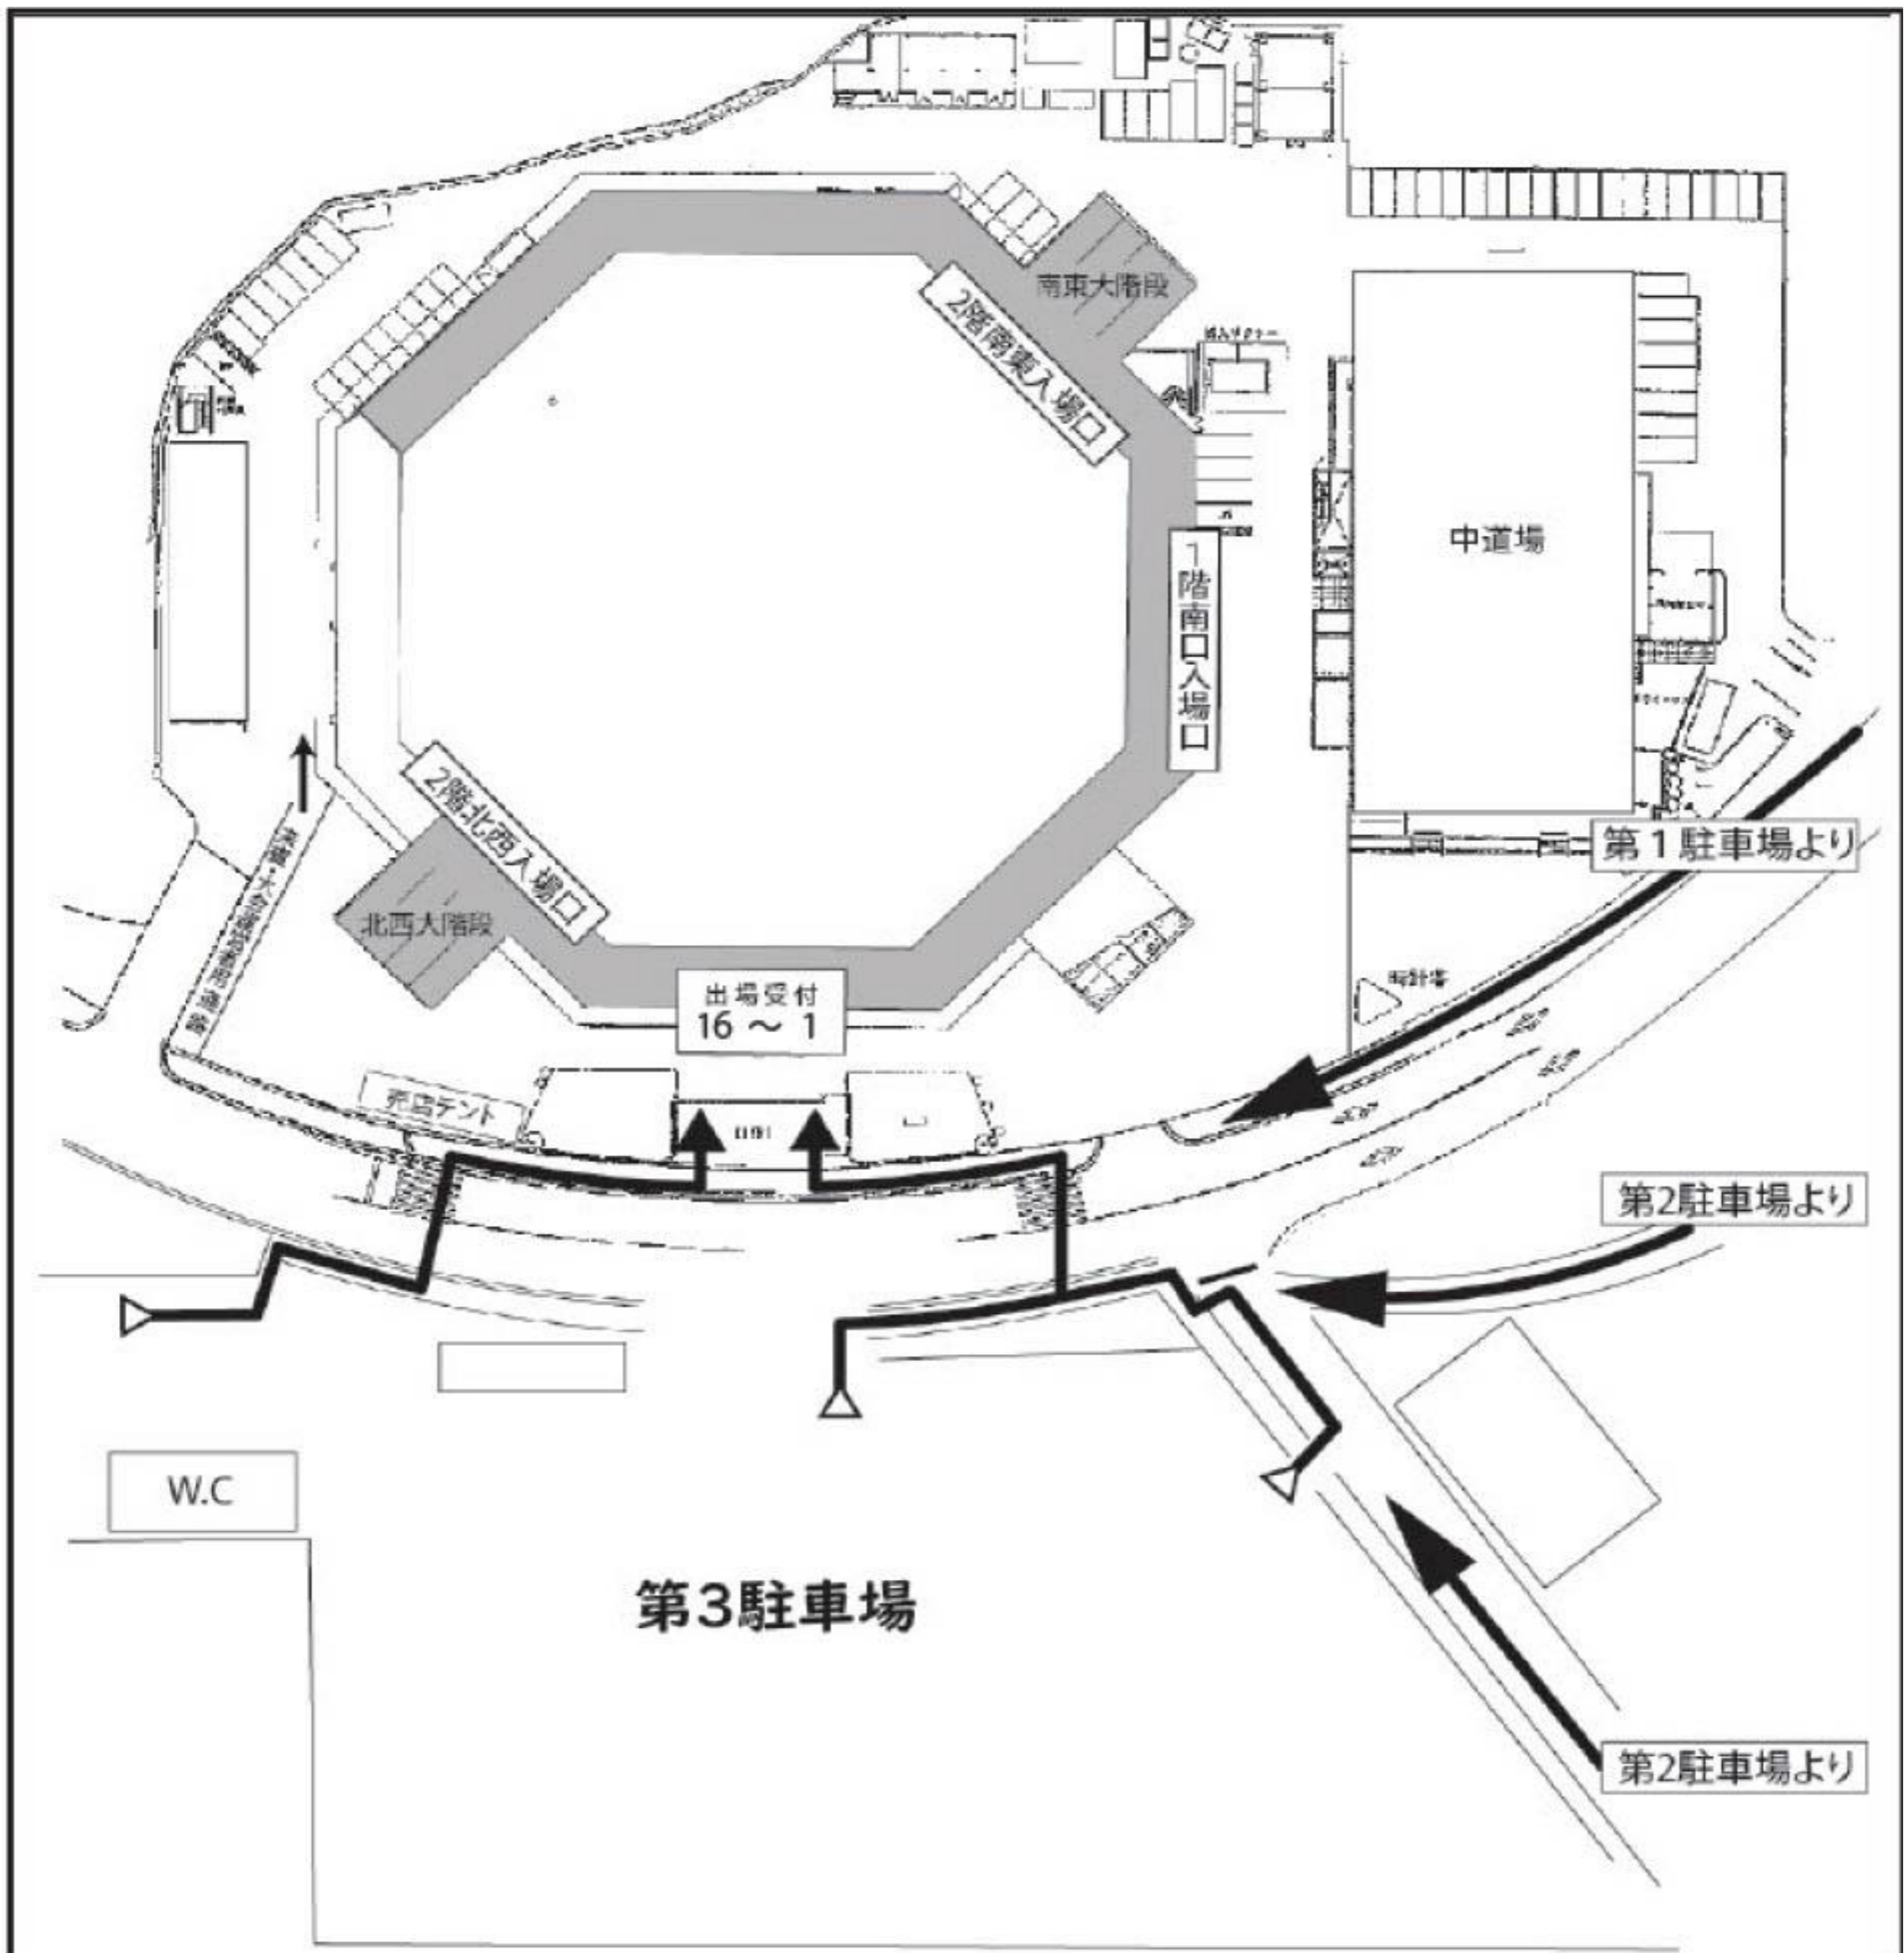 南東大階段
2階南東入場口
中道場
1階南口入場口
2階北西入場口
第1駐車場より
北西大階段
出場受付
16 ～ 1
売店テント
第2駐車場より
W.C
第3駐車場
第2駐車場より